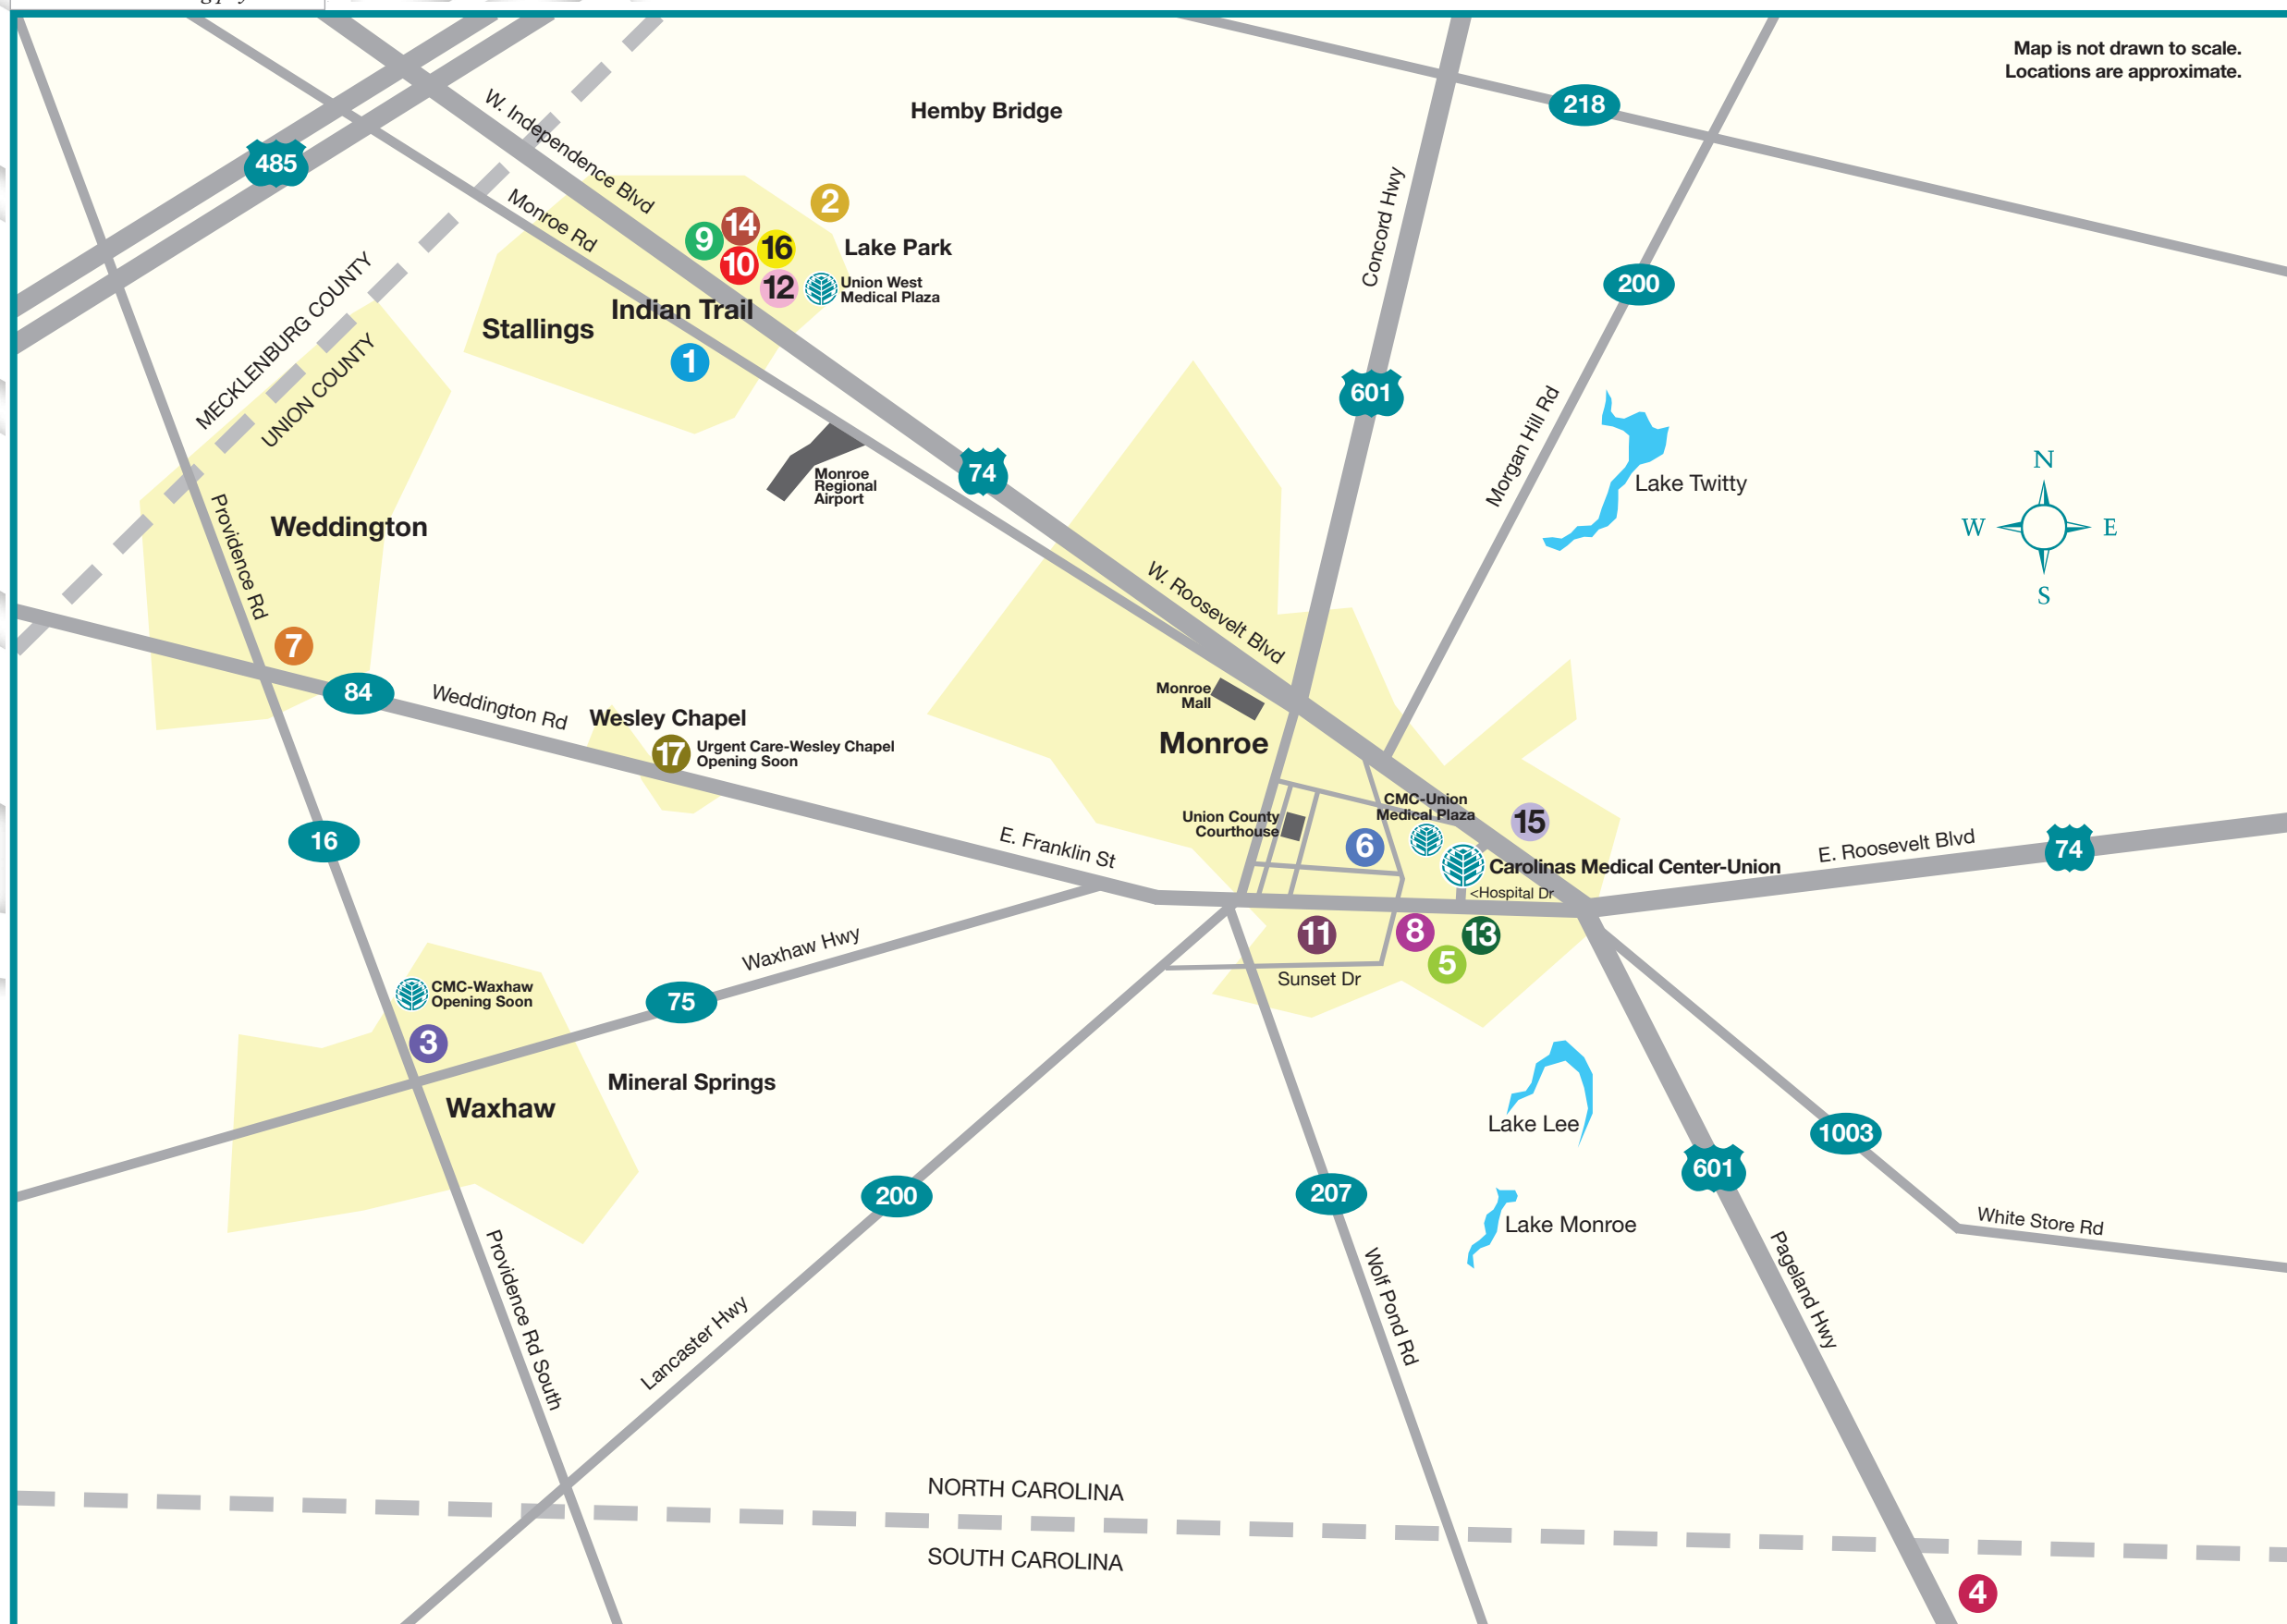 Map is not drawn to scale.
Locations are approximate.
218
Hemby Bridge
W. Independence Blvd
485
Monroe Rd
2
14
9
16
10
12
Lake Park
Union West
Medical Plaza
Indian Trail
Stallings
1
Concord Hwy
200
MECKLENBURG COUNTY
UNION COUNTY
601
Morgan Hill Rd
74
Monroe
Regional
Airport
Lake Twitty
N
W
E
S
Providence Rd
Weddington
7
84
Weddington Rd
Wesley Chapel
17
Urgent Care-Wesley Chapel
Opening Soon
W. Roosevelt Blvd
Monroe
Mall
Monroe
CMC-Union
Medical Plaza
Union County
Courthouse
6
15
Carolinas Medical Center-Union
<Hospital Dr
E. Roosevelt Blvd
74
16
E. Franklin St
11
8
13
5
Sunset Dr
Waxhaw Hwy
CMC-Waxhaw
Opening Soon
75
3
Mineral Springs
Waxhaw
Lake Lee
1003
601
200
207
Lake Monroe
White Store Rd
Providence Rd South
Lancaster Hwy
Wolf Pond Rd
Pageland Hwy
NORTH CAROLINA
SOUTH CAROLINA
4